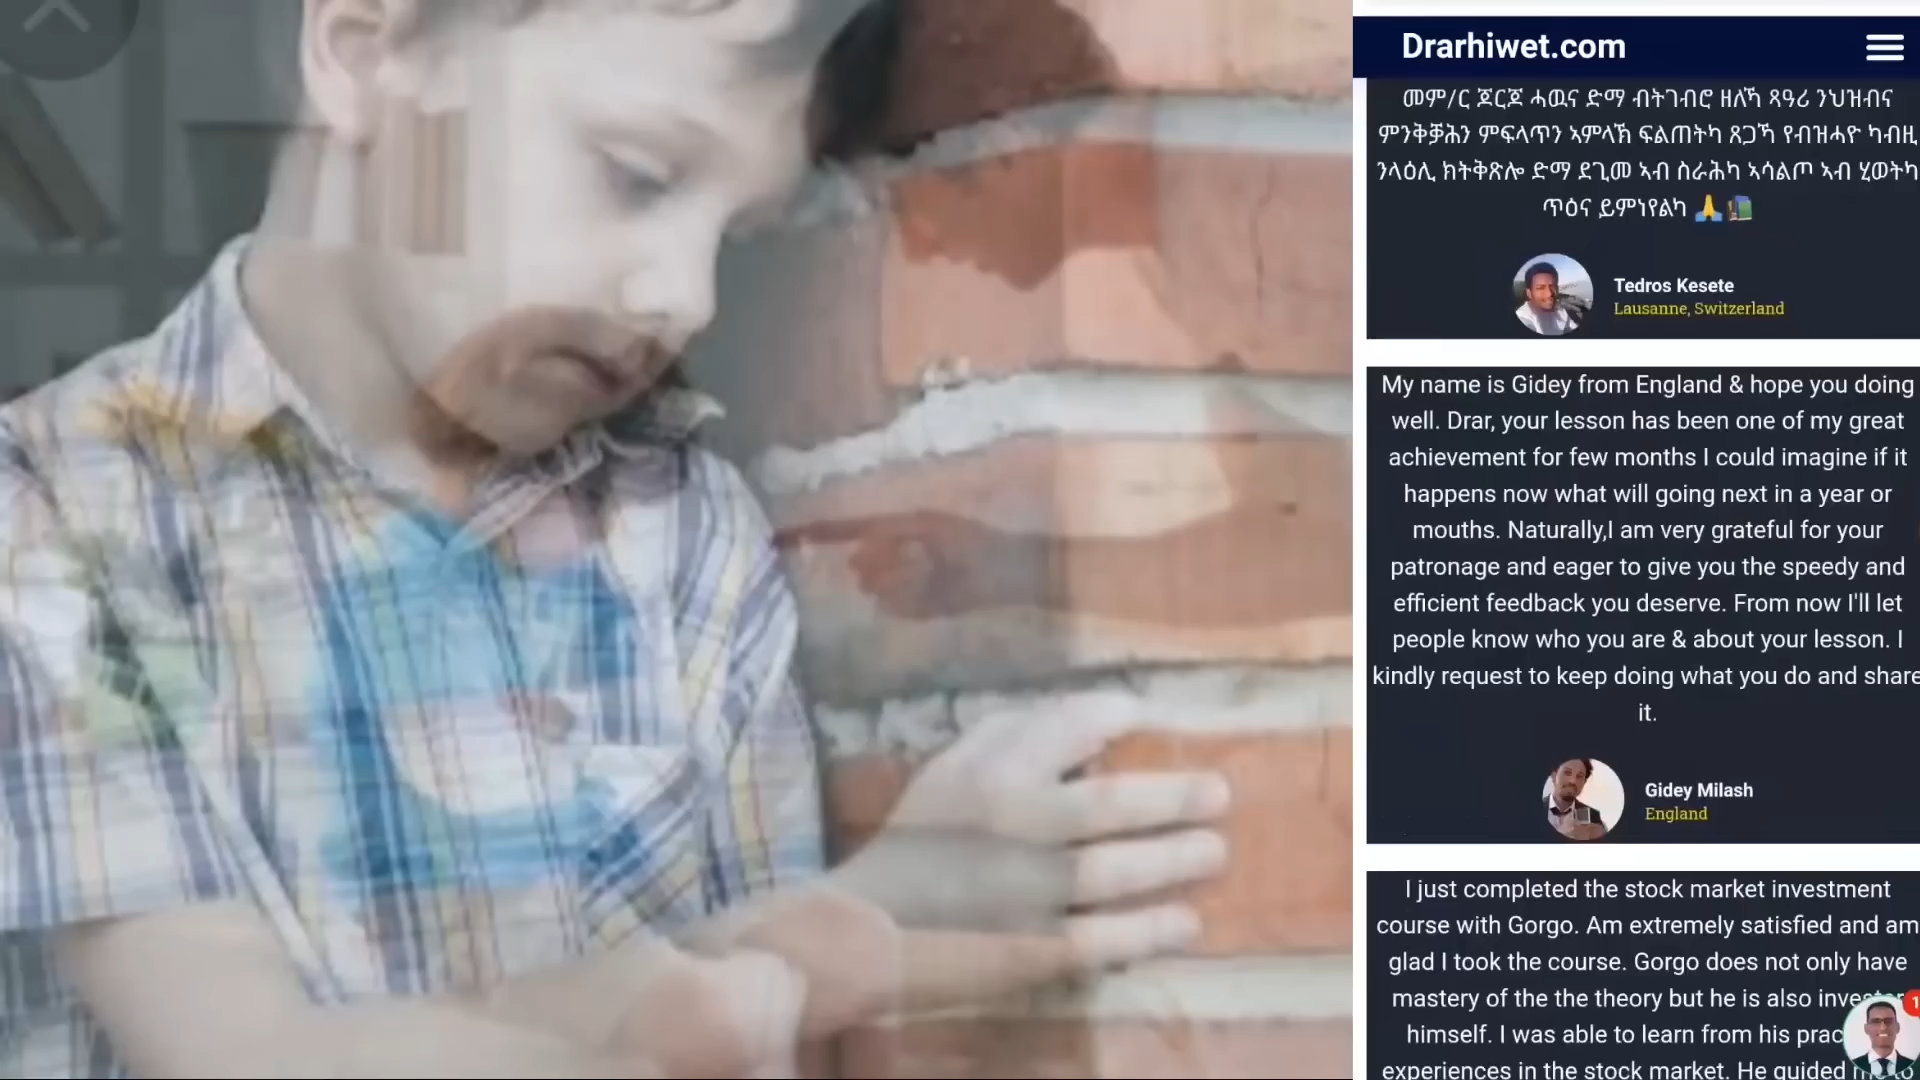 Drarhiwet.com
መም/ር ጆርጆ ሓዉና ድማ ብትገብሮ ዘለኻ ጻዓሪ ንህዝብና
ምንቅቓሕን ምፍላጥን ኣምላኽ ፍልጠትካ ጸጋኻ የብዝሓዮ ካብዚ
ንላዕሊ ክትቅጽሎ ድማ ደጊመ ኣብ ስራሕካ ኣሳልጦ ኣብ ሂወትካ
ጥዕና ይምነየልካ 🙏📚
Tedros Kesete
Lausanne, Switzerland
My name is Gidey from England & hope you doing
well. Drar, your lesson has been one of my great
achievement for few months I could imagine if it
happens now what will going next in a year or
mouths. Naturally,I am very grateful for your
patronage and eager to give you the speedy and
efficient feedback you deserve. From now I'll let
people know who you are & about your lesson. I
kindly request to keep doing what you do and share
it.
Gidey Milash
England
I just completed the stock market investment
course with Gorgo. Am extremely satisfied and am
glad I took the course. Gorgo does not only have
mastery of the the theory but he is also investor
himself. I was able to learn from his prac
experiences in the stock market. He guided
1